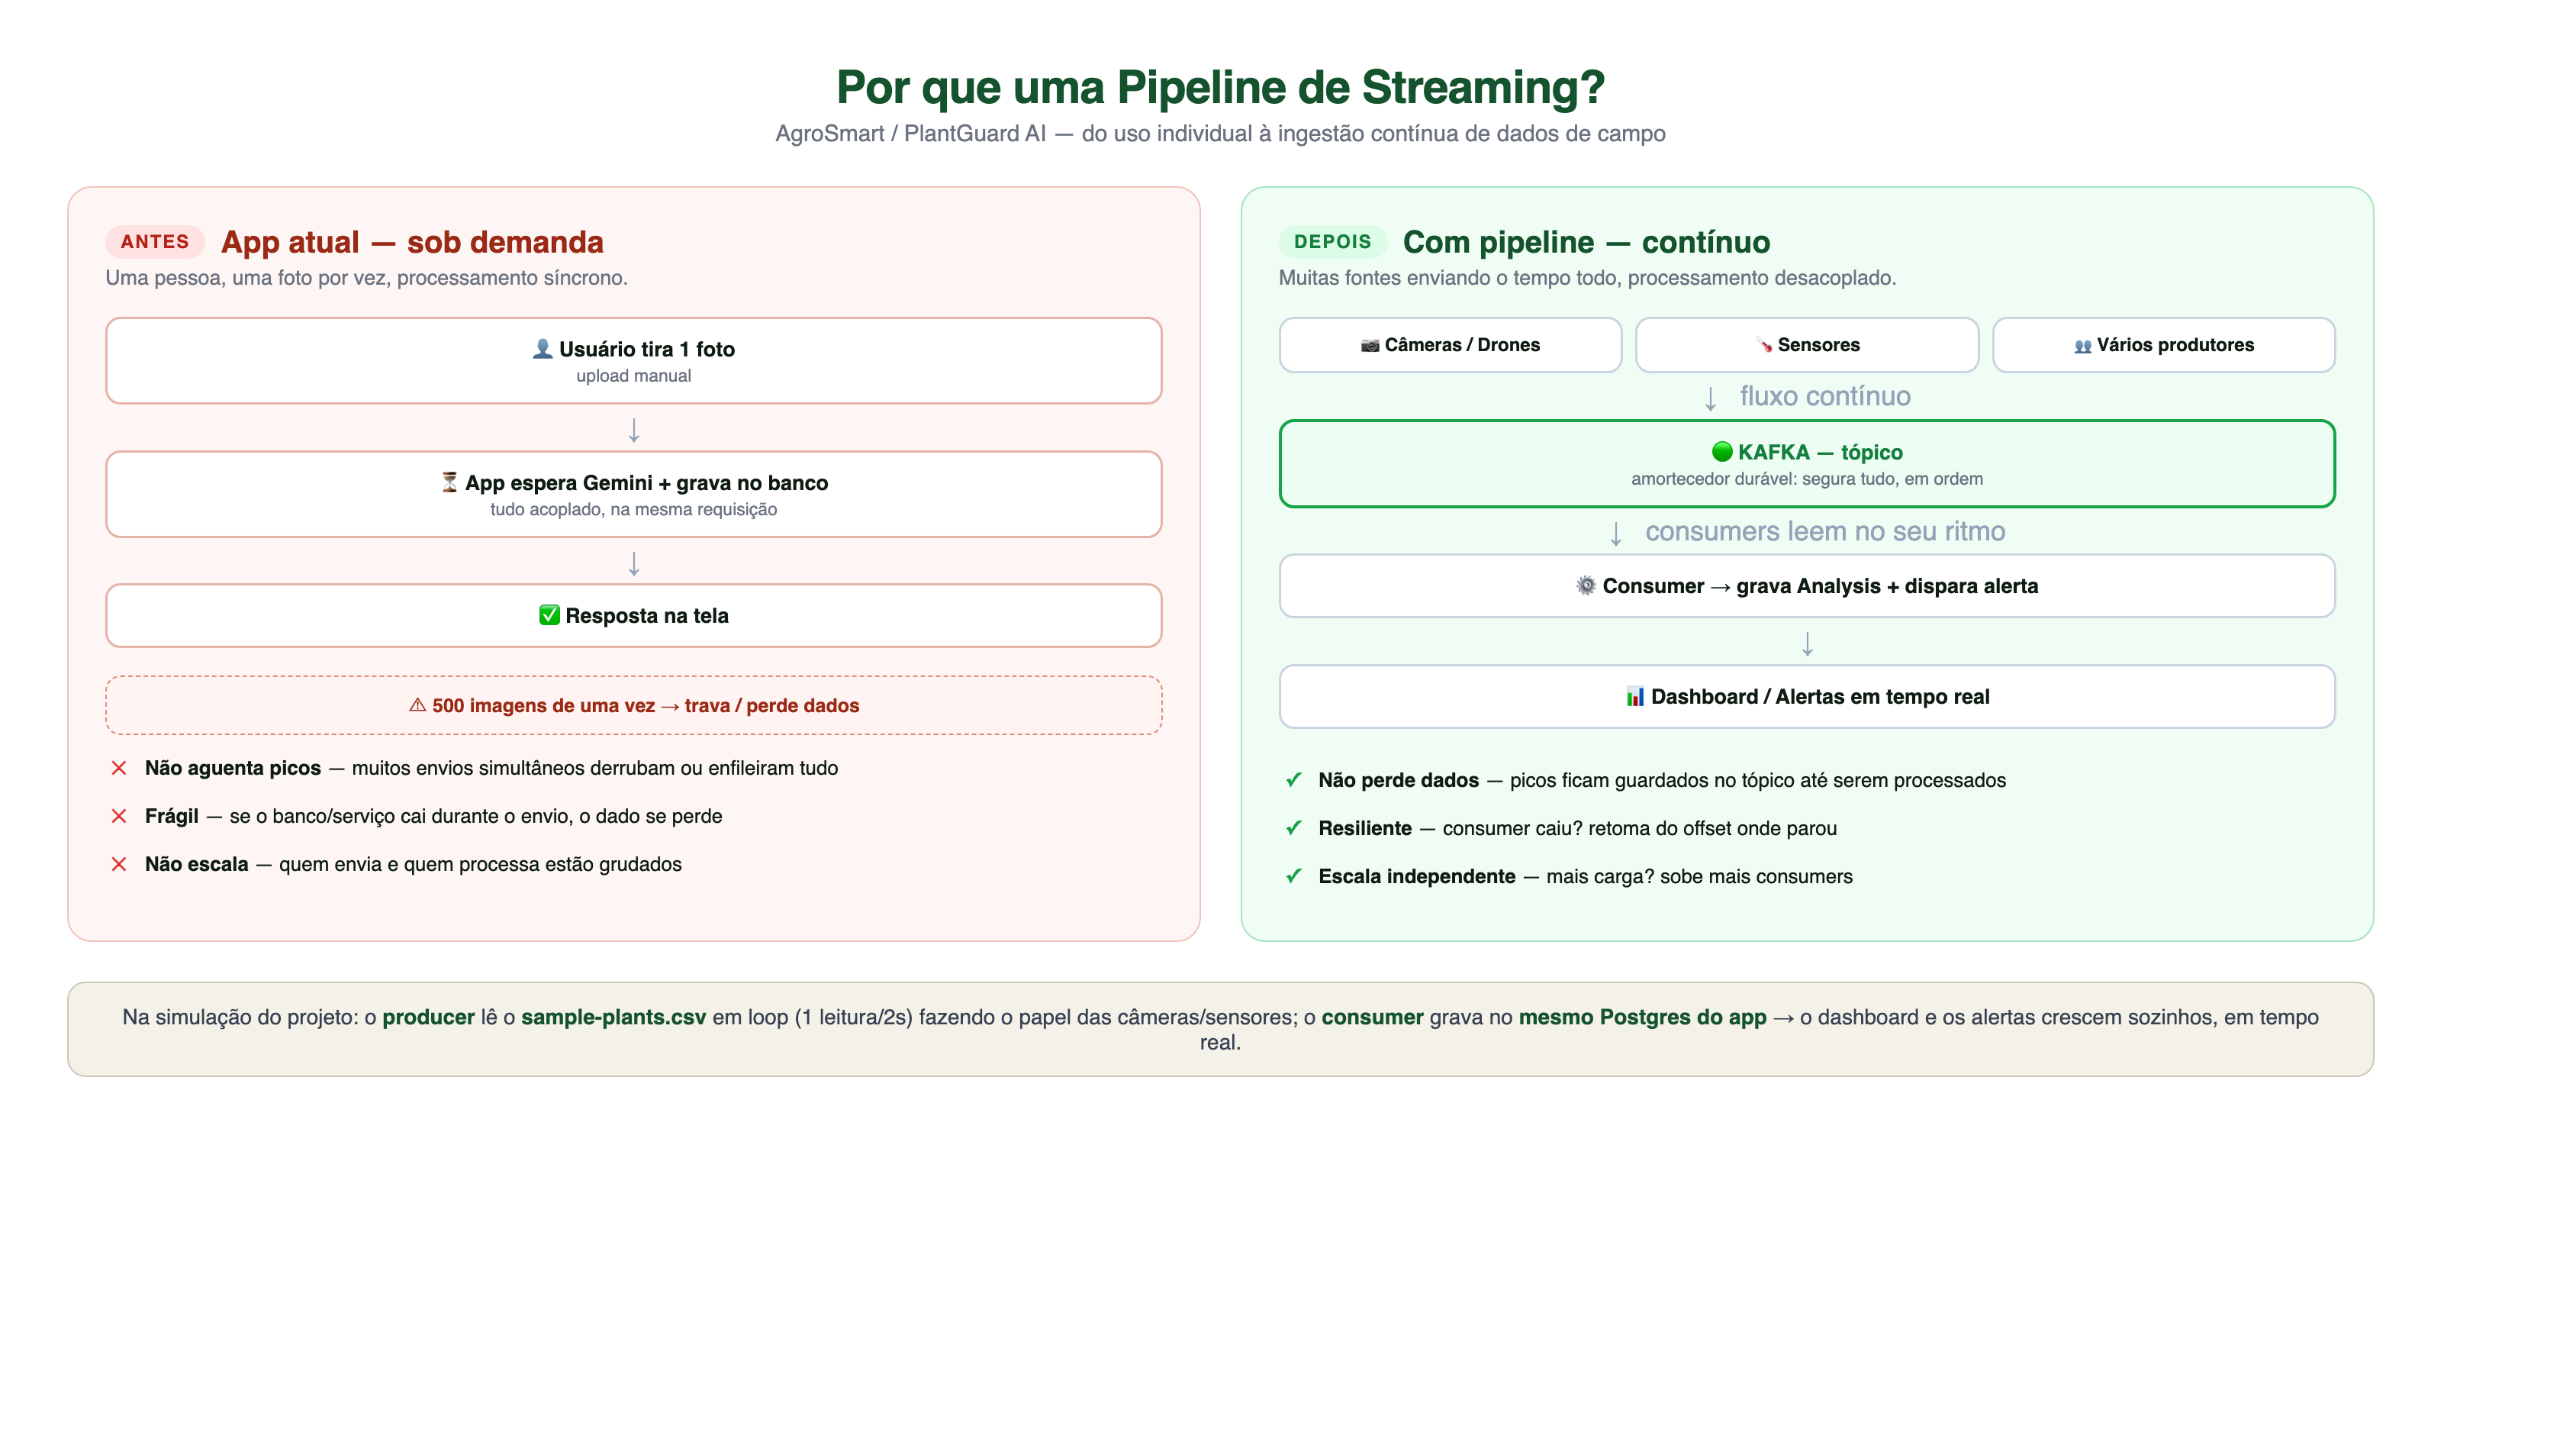 Por que uma Pipeline de Streaming?
AgroSmart / PlantGuard AI — do uso individual à ingestão contínua de dados de campo
ANTES App atual — sob demanda
Uma pessoa, uma foto por vez, processamento síncrono.
👤 Usuário tira 1 foto
upload manual
↓
⏳ App espera Gemini + grava no banco
tudo acoplado, na mesma requisição
↓
✅ Resposta na tela
⚠ 500 imagens de uma vez → trava / perde dados
✕ Não aguenta picos — muitos envios simultâneos derrubam ou enfileiram tudo
✕ Frágil — se o banco/serviço cai durante o envio, o dado se perde
✕ Não escala — quem envia e quem processa estão grudados
DEPOIS Com pipeline — contínuo
Muitas fontes enviando o tempo todo, processamento desacoplado.
📷 Câmeras / Drones
🌡️ Sensores
👥 Vários produtores
↓ fluxo contínuo
🟢 KAFKA — tópico
amortecedor durável: segura tudo, em ordem
↓ consumers leem no seu ritmo
⚙️ Consumer → grava Analysis + dispara alerta
↓
📊 Dashboard / Alertas em tempo real
✓ Não perde dados — picos ficam guardados no tópico até serem processados
✓ Resiliente — consumer caiu? retoma do offset onde parou
✓ Escala independente — mais carga? sobe mais consumers
Na simulação do projeto: o producer lê o sample-plants.csv em loop (1 leitura/2s) fazendo o papel das câmeras/sensores; o consumer grava no mesmo Postgres do app → o dashboard e os alertas crescem sozinhos, em tempo
real.